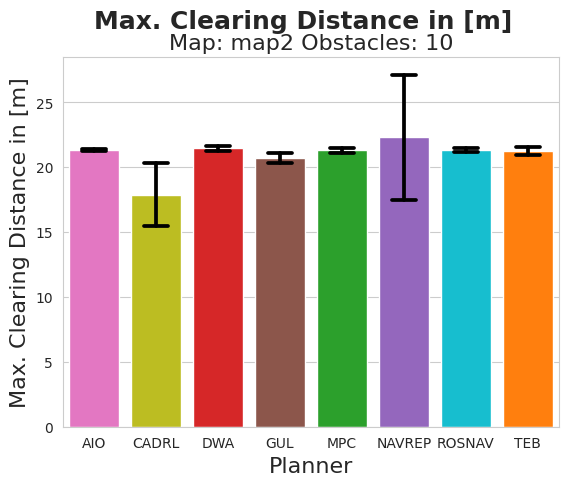 Max. Clearing Distance in [m]
Map: map2 Obstacles: 10
Max. Clearing Distance in [m]
25
20
15
10
5
0
AIO CADRL DWA GUL MPC NAVREP ROSNAV TEB
Planner